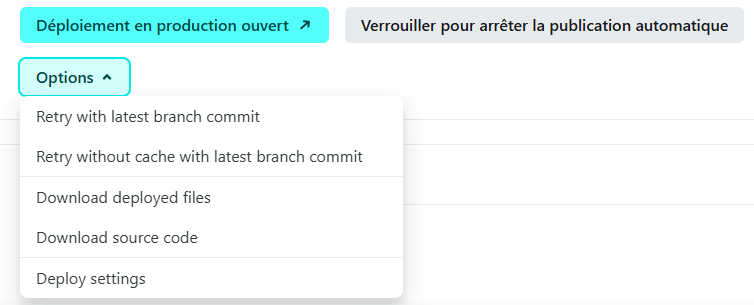 Déploiement en production ouvert ↗
Verrouiller pour arrêter la publication automatique
Options
Retry with latest branch commit
Retry without cache with latest branch commit
Download deployed files
Download source code
Deploy settings